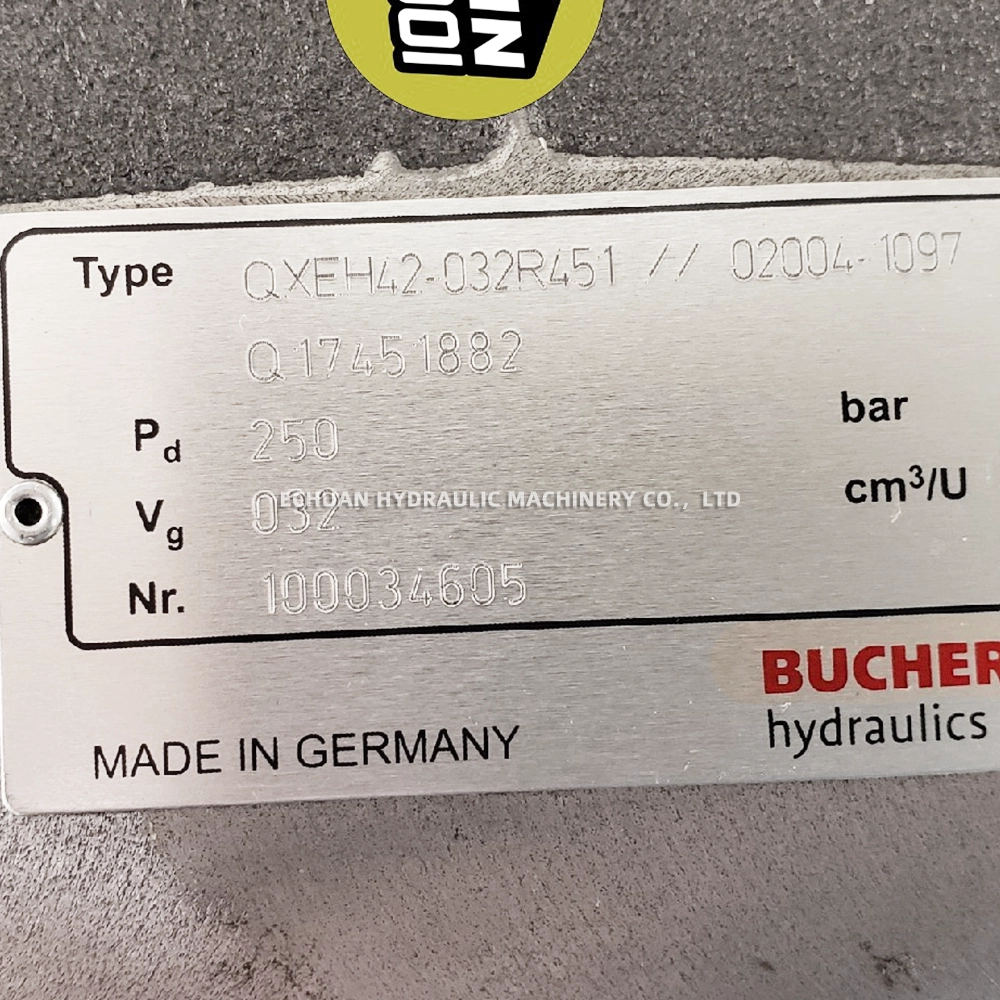 Type QXEH42-032R451 // 02004-1097
Q17451882
Pd 250 bar
Vg 032 cm³/U
ECHUAN HYDRAULIC MACHINERY CO., LTD
Nr. 100034605
BUCHER
hydraulics
MADE IN GERMANY